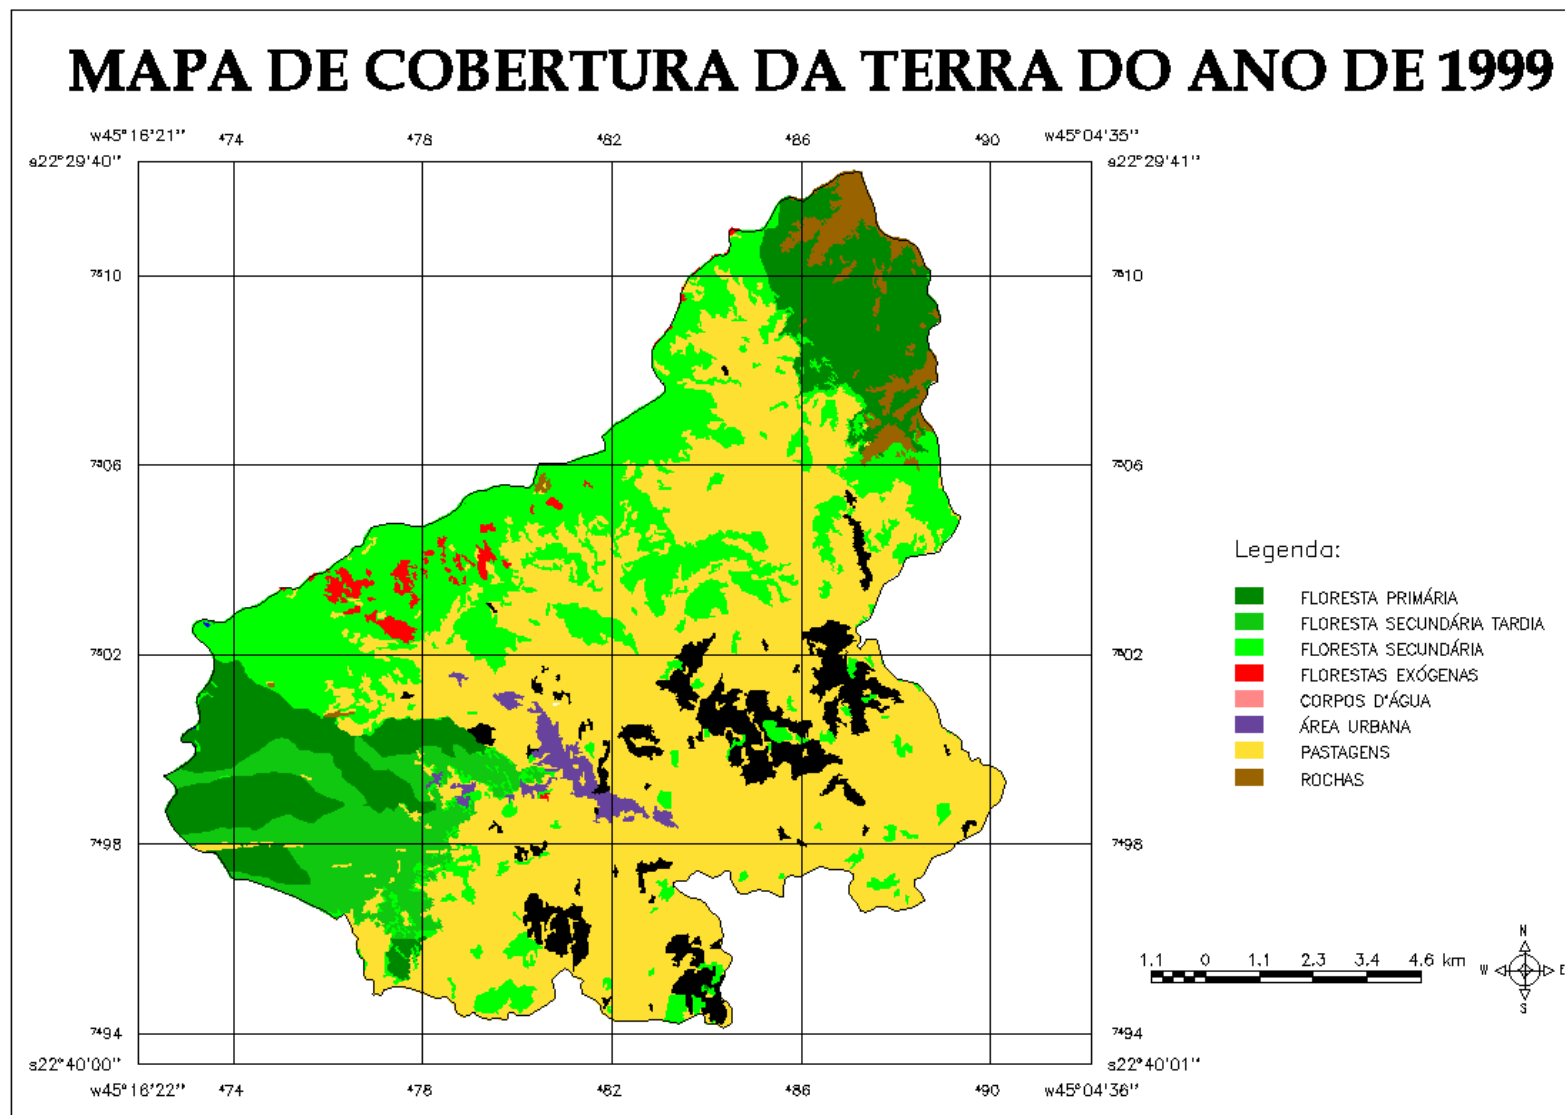 MAPA DE COBERTURA DA TERRA DO ANO DE 1999
w45°16'21" ⁴74 ⁴78 ⁴82 ⁴86 ⁴90 w45°04'35"
s22°29'40" s22°29'41"
7⁵10 7⁵10
7⁵06 7⁵06
Legenda:
FLORESTA PRIMÁRIA
FLORESTA SECUNDÁRIA TARDIA
FLORESTA SECUNDÁRIA
FLORESTAS EXÓGENAS
CORPOS D'ÁGUA
ÁREA URBANA
PASTAGENS
ROCHAS
7⁵02 7⁵02
7⁴98 7⁴98
N
W E
S
1.1 0 1.1 2.3 3.4 4.6 km
7⁴94 7⁴94
s22°40'00" s22°40'01"
w45°16'22" ⁴74 ⁴78 ⁴82 ⁴86 ⁴90 w45°04'36"